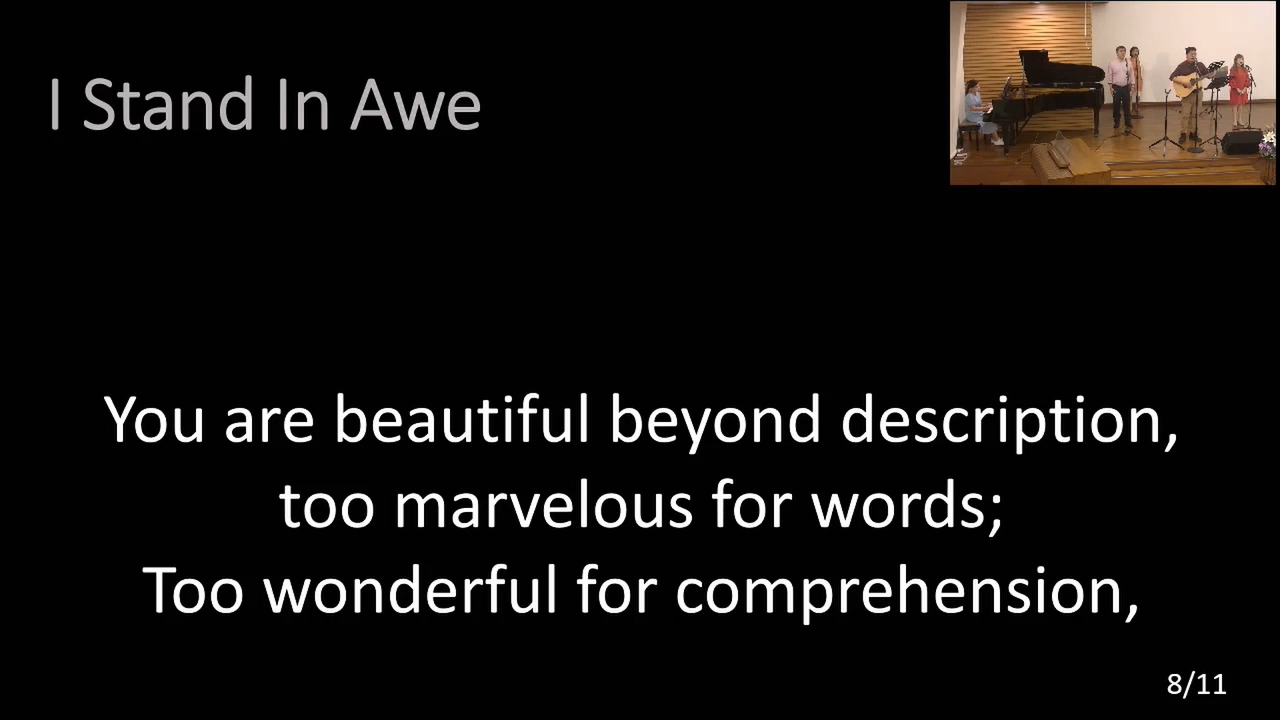 I Stand In Awe
You are beautiful beyond description,
too marvelous for words;
Too wonderful for comprehension,
8/11